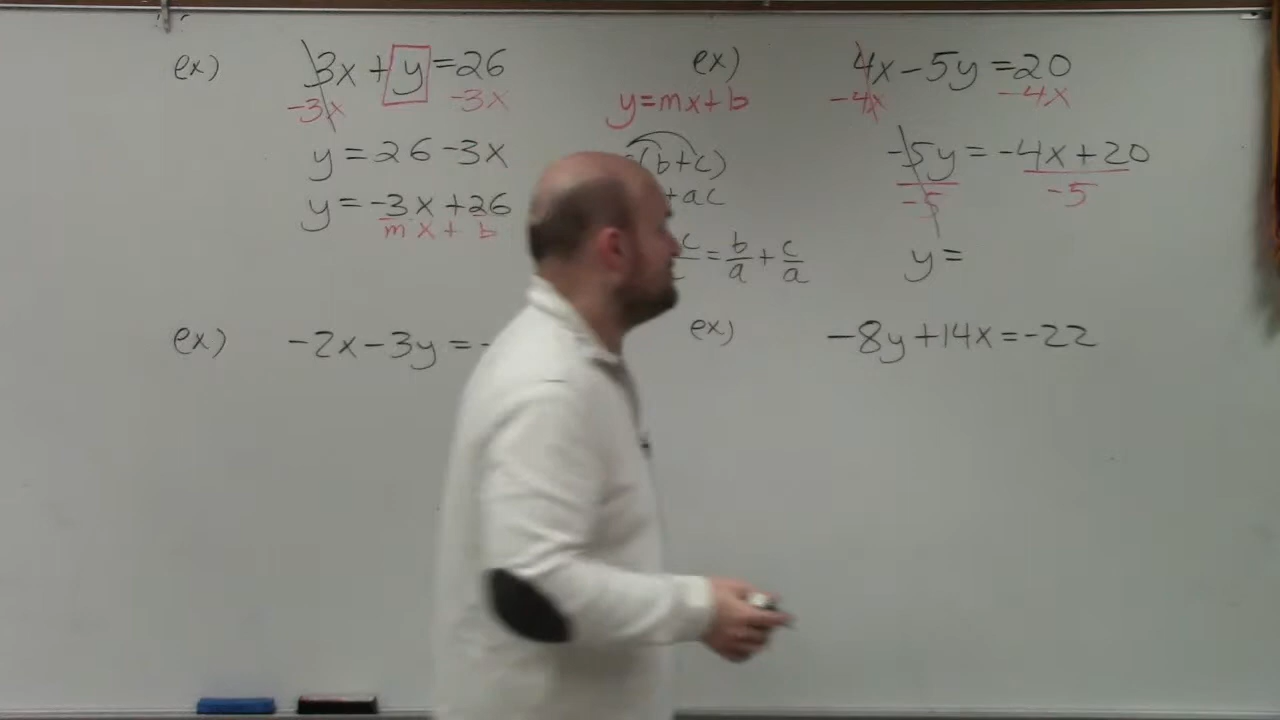 ex) 3x + y = 26
-3x -3x
y = 26 - 3x
y = -3x + 26
m x + b
y=mx+b
(b+c)
+ac
c = b/a + c/a
ex) 4x - 5y = 20
-4x -4x
-5y = -4x + 20
-5 -5
y =
ex) -2x - 3y = -
ex) -8y + 14x = -22